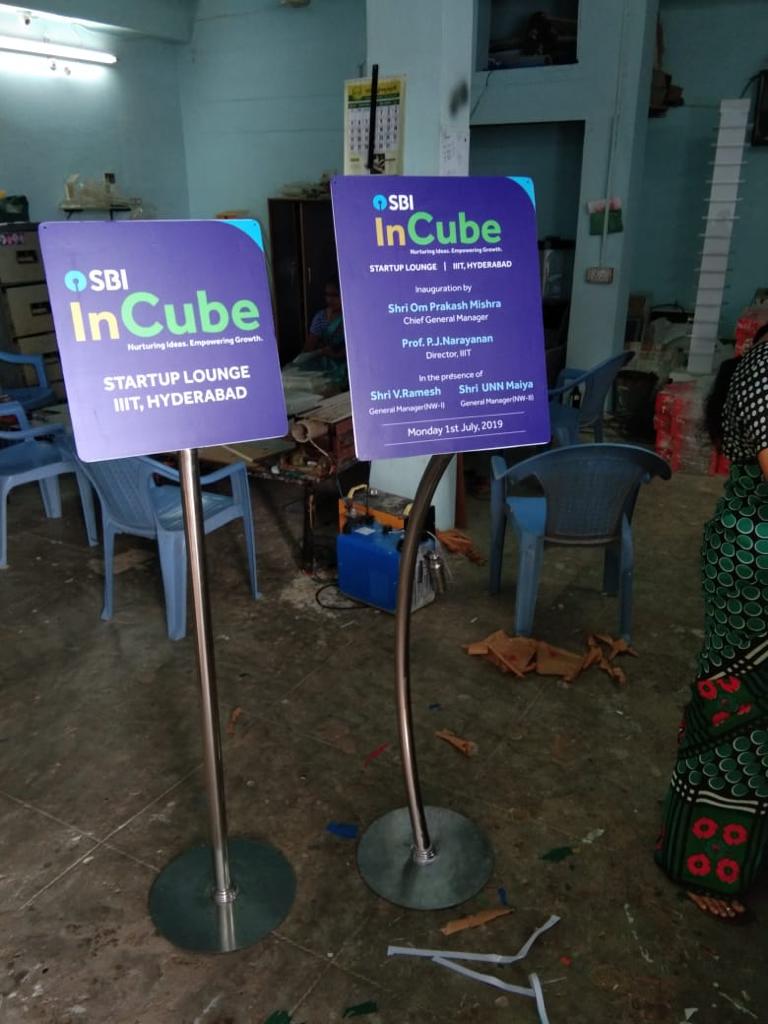 SBI
InCube
Nurturing Ideas. Empowering Growth.
STARTUP LOUNGE
IIIT, HYDERABAD
SBI
InCube
Nurturing Ideas. Empowering Growth.
STARTUP LOUNGE | IIIT, HYDERABAD
Inauguration by
Shri Om Prakash Mishra
Chief General Manager
Prof. P.J.Narayanan
Director, IIIT
In the presence of
Shri V.Ramesh Shri UNN Maiya
General Manager(NW-I) General Manager(NW-II)
Monday 1st July, 2019